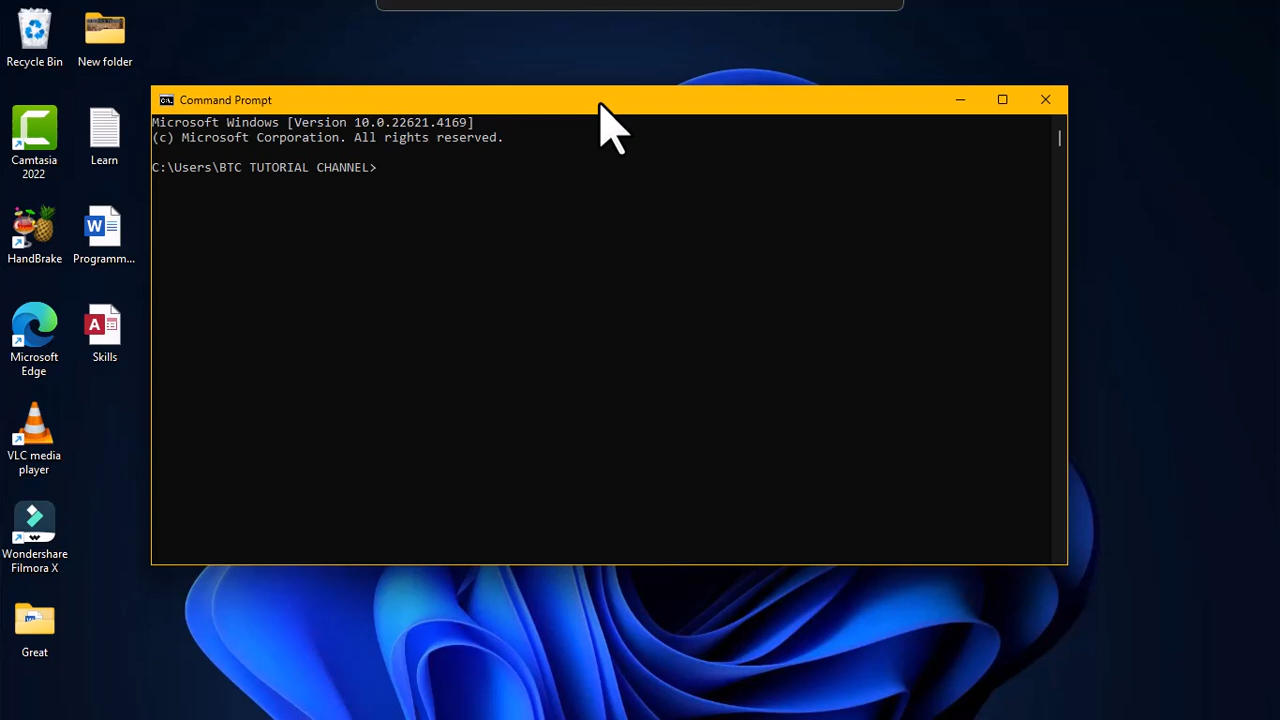 Recycle Bin
New folder
Camtasia
2022
Learn
HandBrake
Programm...
Microsoft
Edge
Skills
VLC media
player
Wondershare
Filmora X
Great
Command Prompt
Microsoft Windows [Version 10.0.22621.4169]
(c) Microsoft Corporation. All rights reserved.
C:\Users\BTC TUTORIAL CHANNEL>